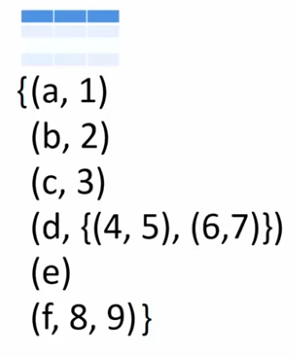 {(a, 1)
(b, 2)
(c, 3)
(d, {(4, 5), (6,7)})
(e)
(f, 8, 9)}